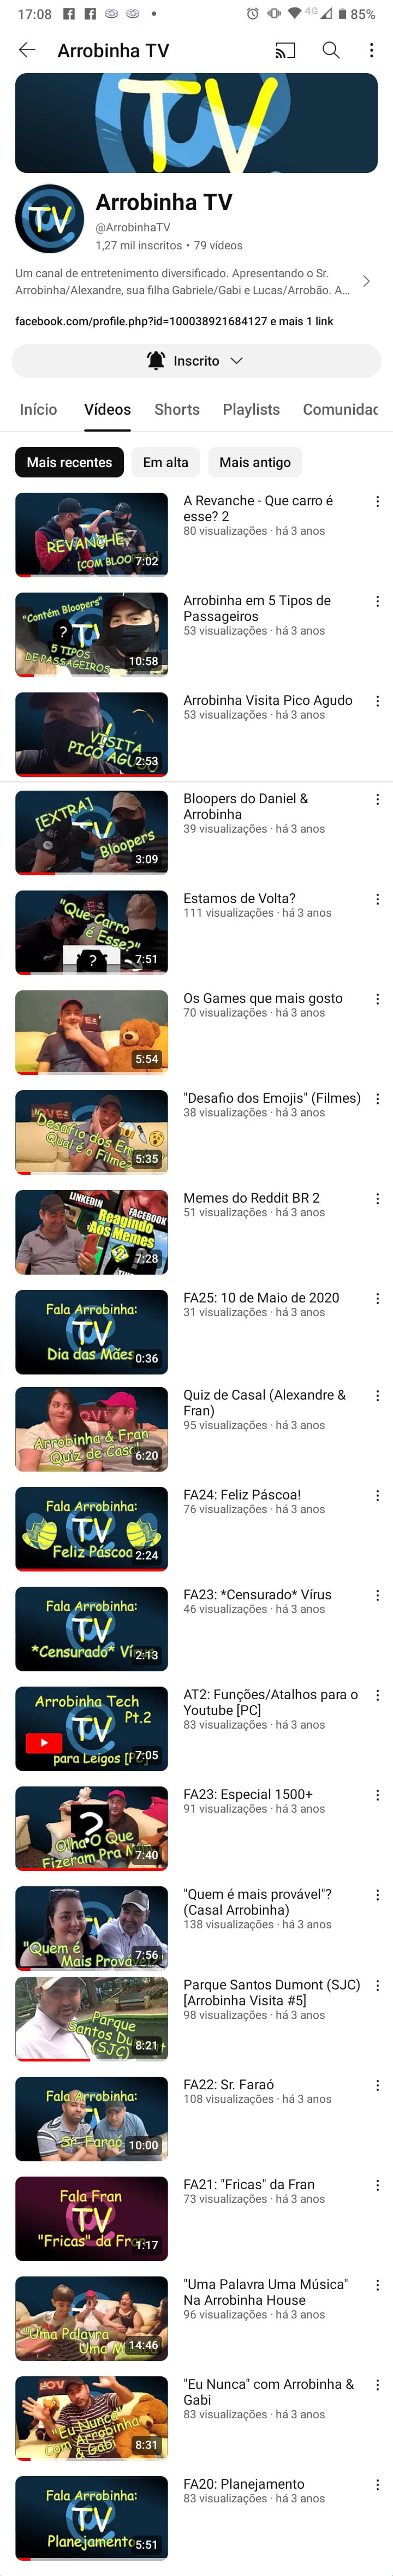 17:08
4G
85%
Arrobinha TV
TV
TV
Arrobinha TV
@ArrobinhaTV
1,27 mil inscritos • 79 vídeos
Um canal de entretenimento diversificado. Apresentando o Sr.
Arrobinha/Alexandre, sua filha Gabriele/Gabi e Lucas/Arrobão. A...
facebook.com/profile.php?id=100038921684127 e mais 1 link
Inscrito
Início Vídeos Shorts Playlists Comunidac
Mais recentes Em alta Mais antigo
REVANCHE
[COM BLOO
7:02
A Revanche - Que carro é
esse? 2
80 visualizações · há 3 anos
"Contém Bloopers"
?
5 TIPOS
DE PASSAGEIROS
10:58
Arrobinha em 5 Tipos de
Passageiros
53 visualizações · há 3 anos
VISITA
PICO AGUDO
2:53
Arrobinha Visita Pico Agudo
53 visualizações · há 3 anos
[EXTRA]
Bloopers
3:09
Bloopers do Daniel &
Arrobinha
39 visualizações · há 3 anos
"Que Carro
é Esse?"
?
7:51
Estamos de Volta?
111 visualizações · há 3 anos
5:54
Os Games que mais gosto
70 visualizações · há 3 anos
LOVE
"Desafio dos Em
Qual é o Filme
5:35
"Desafio dos Emojis" (Filmes)
38 visualizações · há 3 anos
LINKEDIN
FACEBOOK
Reagindo
Aos Memes
7:28
Memes do Reddit BR 2
51 visualizações · há 3 anos
Fala Arrobinha:
TV
Dia das Mães
0:36
FA25: 10 de Maio de 2020
31 visualizações · há 3 anos
Arrobinha & Fran
Quiz de Casal
6:20
Quiz de Casal (Alexandre &
Fran)
95 visualizações · há 3 anos
Fala Arrobinha:
TV
Feliz Páscoa
2:24
FA24: Feliz Páscoa!
76 visualizações · há 3 anos
Fala Arrobinha:
TV
*Censurado* Ví
2:13
FA23: *Censurado* Vírus
46 visualizações · há 3 anos
Arrobinha Tech
Pt.2
TV
para Leigos [PC]
7:05
AT2: Funções/Atalhos para o
Youtube [PC]
83 visualizações · há 3 anos
?
Olha O Que
Fizeram Pra Mim
7:40
FA23: Especial 1500+
91 visualizações · há 3 anos
"Quem é
Mais Prová
7:56
"Quem é mais provável"?
(Casal Arrobinha)
138 visualizações · há 3 anos
Parque
Santos Du
(SJC)
8:21
Parque Santos Dumont (SJC)
[Arrobinha Visita #5]
98 visualizações · há 3 anos
Fala Arrobinha:
Sr. Faraó
10:00
FA22: Sr. Faraó
108 visualizações · há 3 anos
Fala Fran
TV
"Fricas" da Fran
1:17
FA21: "Fricas" da Fran
73 visualizações · há 3 anos
"Uma Palavra
Uma M
14:46
"Uma Palavra Uma Música"
Na Arrobinha House
96 visualizações · há 3 anos
"Eu Nunca"
Com Arrobinha
& Gabi
8:31
"Eu Nunca" com Arrobinha &
Gabi
83 visualizações · há 3 anos
Fala Arrobinha:
TV
Planejamento
5:51
FA20: Planejamento
83 visualizações · há 3 anos